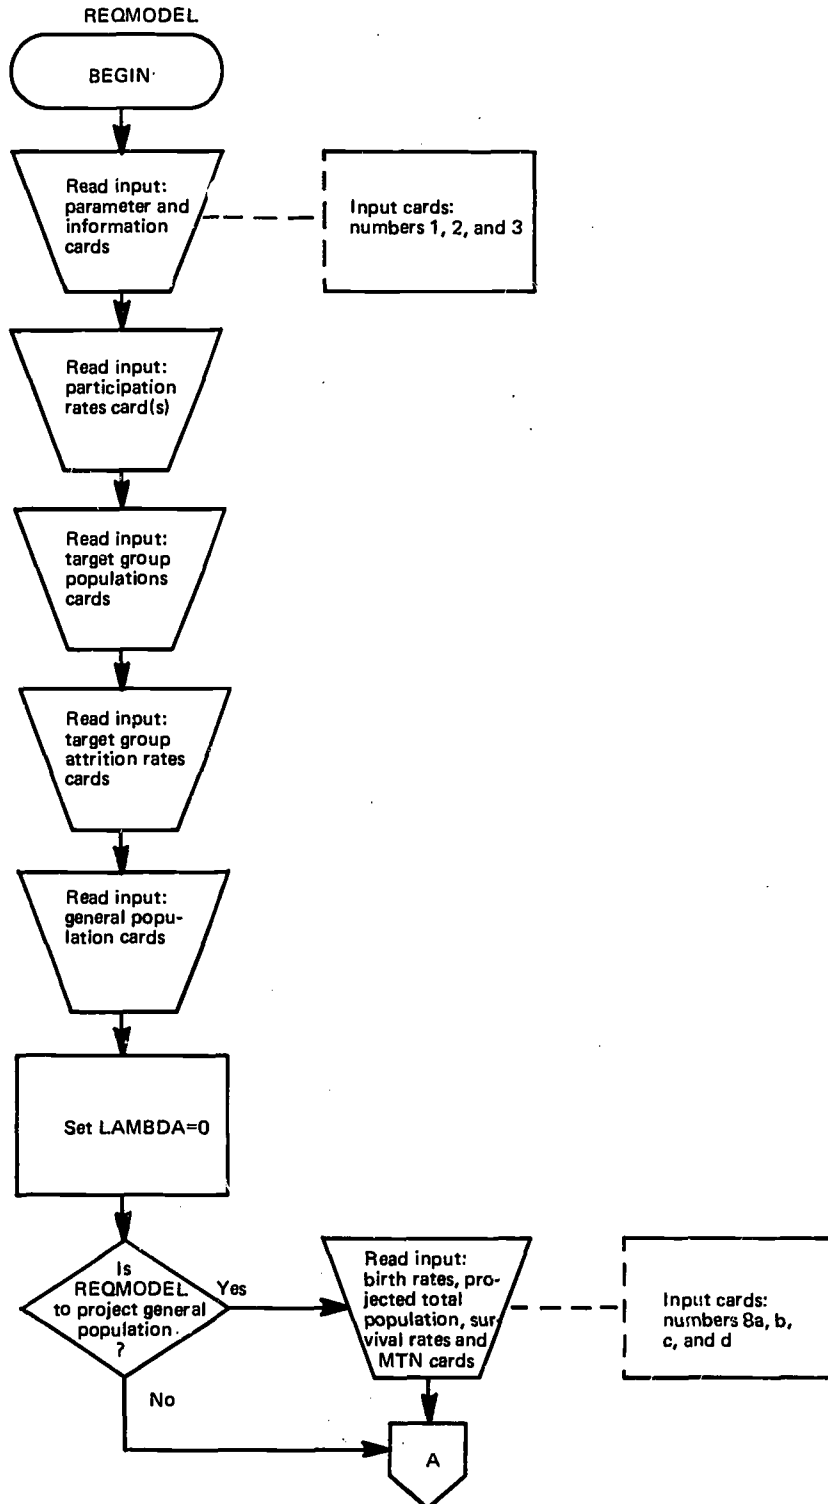 REQMODEL
BEGIN
Read input:
parameter and
information
cards
Input cards:
numbers 1, 2, and 3
Read input:
participation
rates card(s)
Read input:
target group
populations
cards
Read input:
target group
attrition rates
cards
Read input:
general popu-
lation cards
Set LAMBDA=0
Is
REQMODEL
to project general
population
?
Yes
No
Read input:
birth rates, pro-
jected total
population, sur-
vival rates and
MTN cards
Input cards:
numbers 8a, b,
c, and d
A